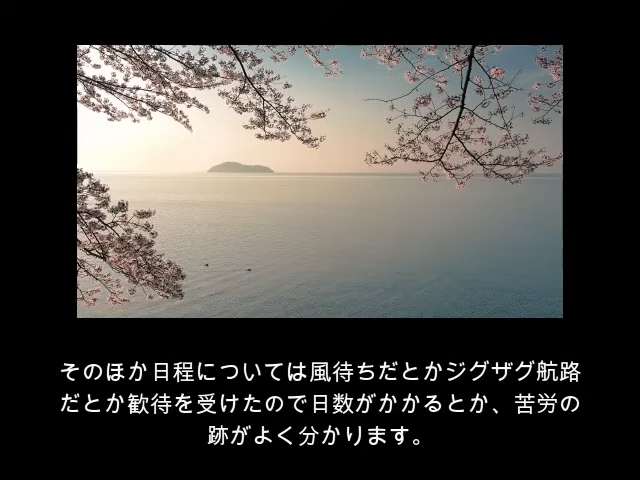 そのほか日程については風待ちだとかジグザグ航路
だとか歓待を受けたので日数がかかるとか、苦労の
跡がよく分かります。